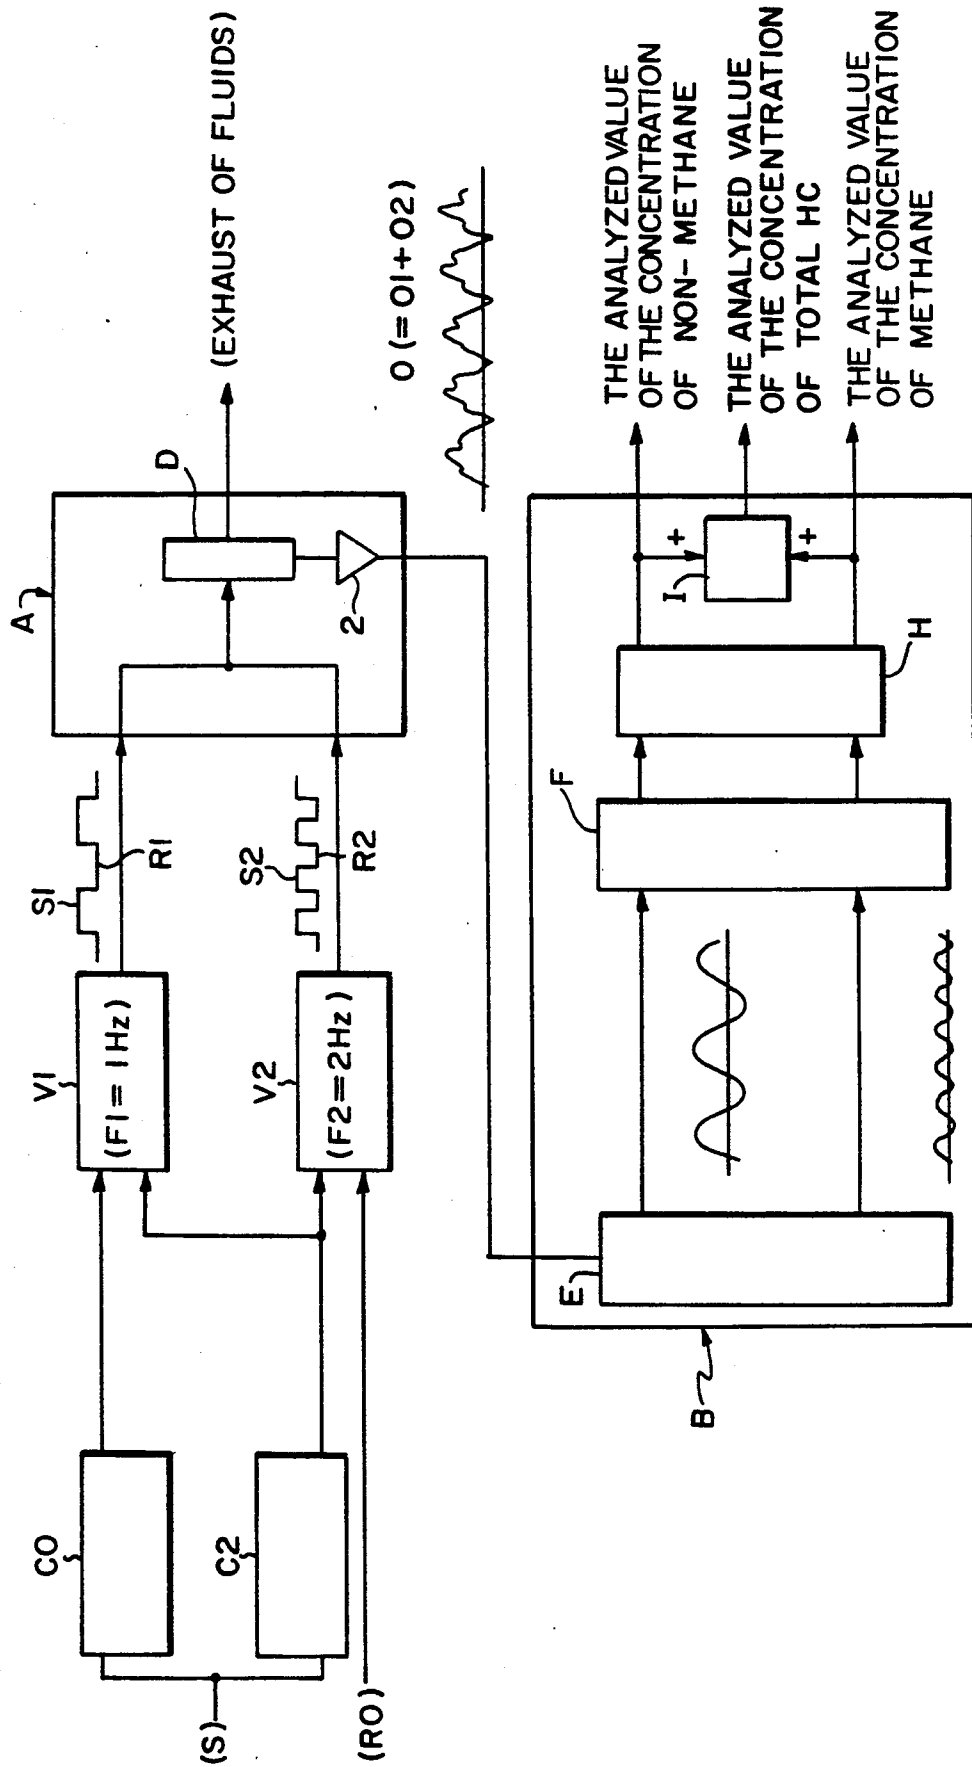 (S)
(RO)
CO
C2
V1
(F1=1Hz)
V2
(F2=2Hz)
S1
R1
S2
R2
A
D
2
(EXHAUST OF FLUIDS)
O(=O1+O2)
B
E
F
H
I
+
+
THE ANALYZED VALUE
OF THE CONCENTRATION
OF NON-METHANE
THE ANALYZED VALUE
OF THE CONCENTRATION
OF TOTAL HC
THE ANALYZED VALUE
OF THE CONCENTRATION
OF METHANE